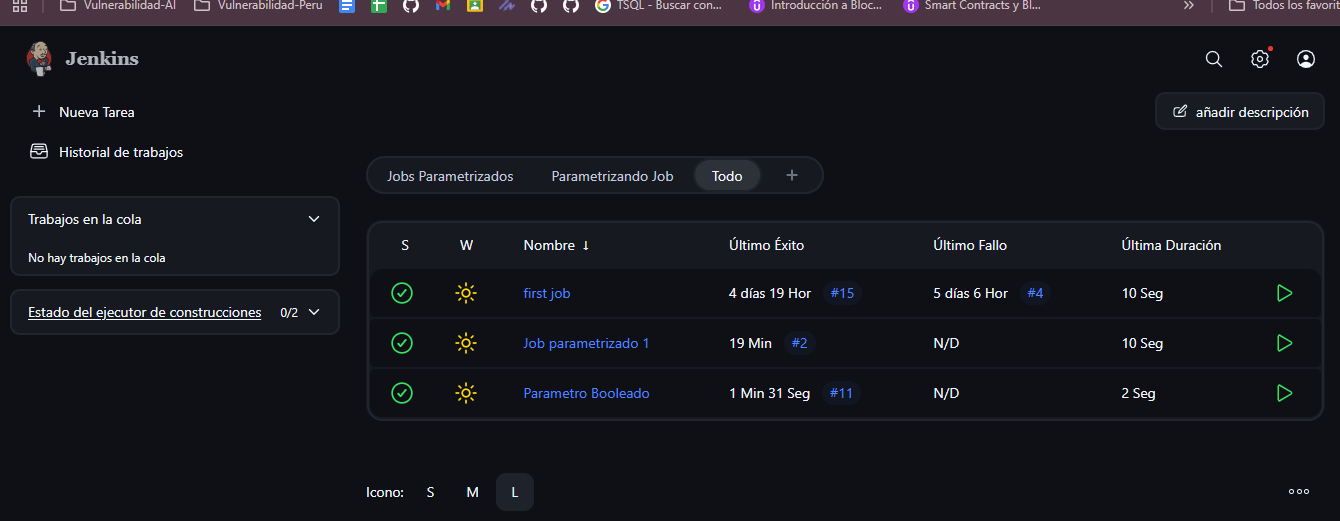 Vulnerabilidad-AI Vulnerabilidad-Peru TSQL - Buscar con... Introducción a Bloc... Smart Contracts y Bl... » Todos los favorit
Jenkins
Nueva Tarea
añadir descripción
Historial de trabajos
Jobs Parametrizados Parametrizando Job Todo +
Trabajos en la cola
No hay trabajos en la cola
Estado del ejecutor de construcciones 0/2
S W Nombre ↓ Último Éxito Último Fallo Última Duración
first job 4 días 19 Hor #15 5 días 6 Hor #4 10 Seg
Job parametrizado 1 19 Min #2 N/D 10 Seg
Parametro Booleado 1 Min 31 Seg #11 N/D 2 Seg
Icono: S M L